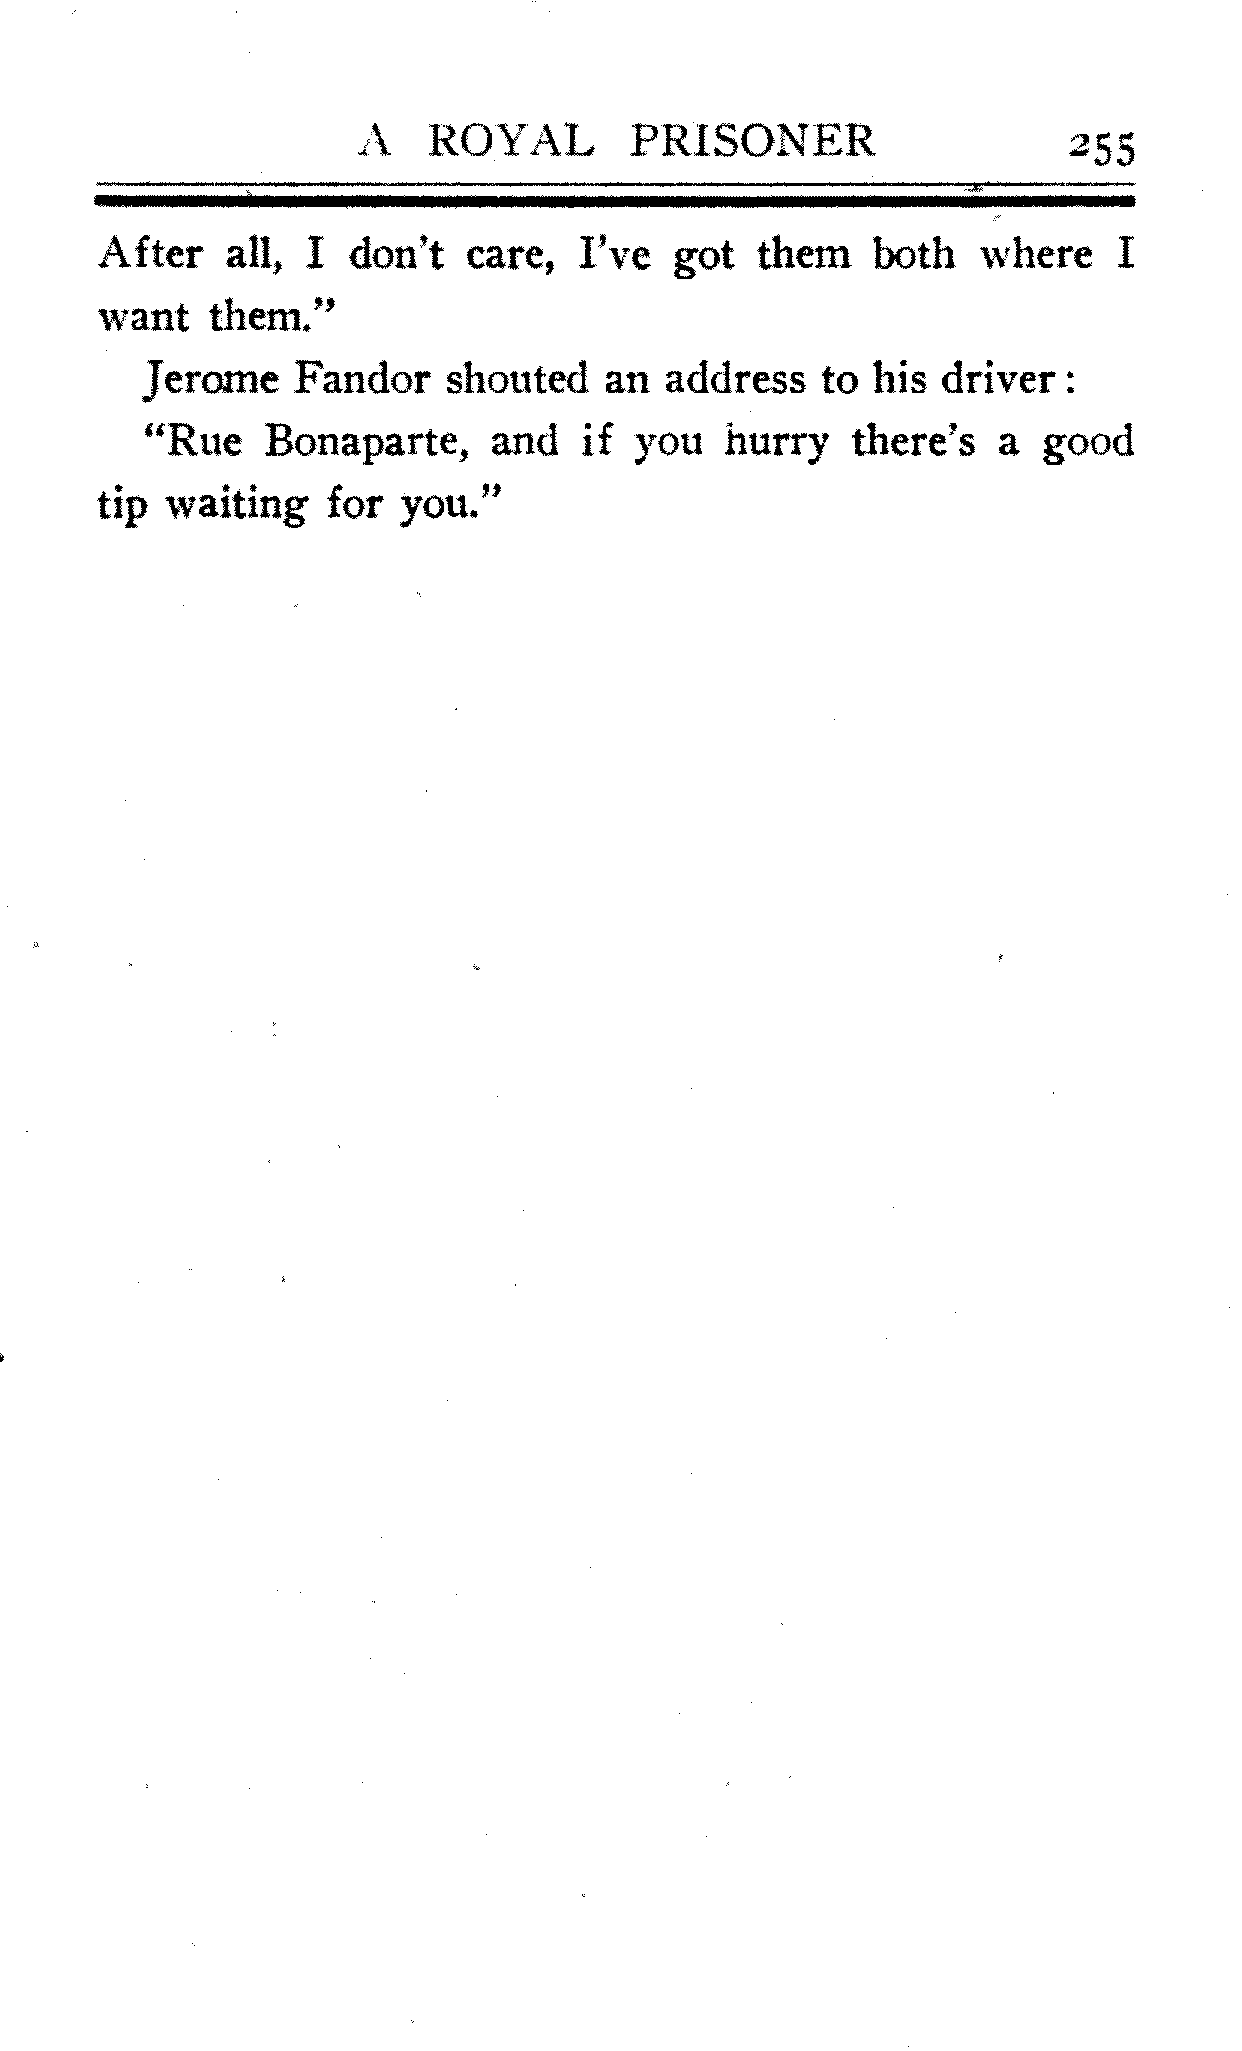 A ROYAL PRISONER 255
After all, I don't care, I've got them both where I
want them."
Jerome Fandor shouted an address to his driver:
"Rue Bonaparte, and if you hurry there's a good
tip waiting for you."